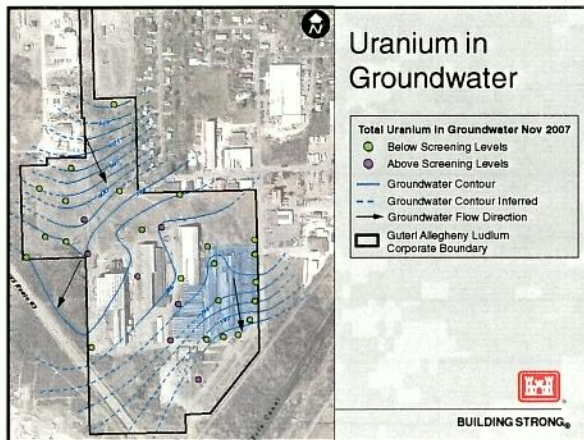 N
Uranium in
Groundwater
Total Uranium in Groundwater Nov 2007
Below Screening Levels
Above Screening Levels
Groundwater Contour
Groundwater Contour Inferred
Groundwater Flow Direction
Guterl Allegheny Ludlum
Corporate Boundary
BUILDING STRONG®